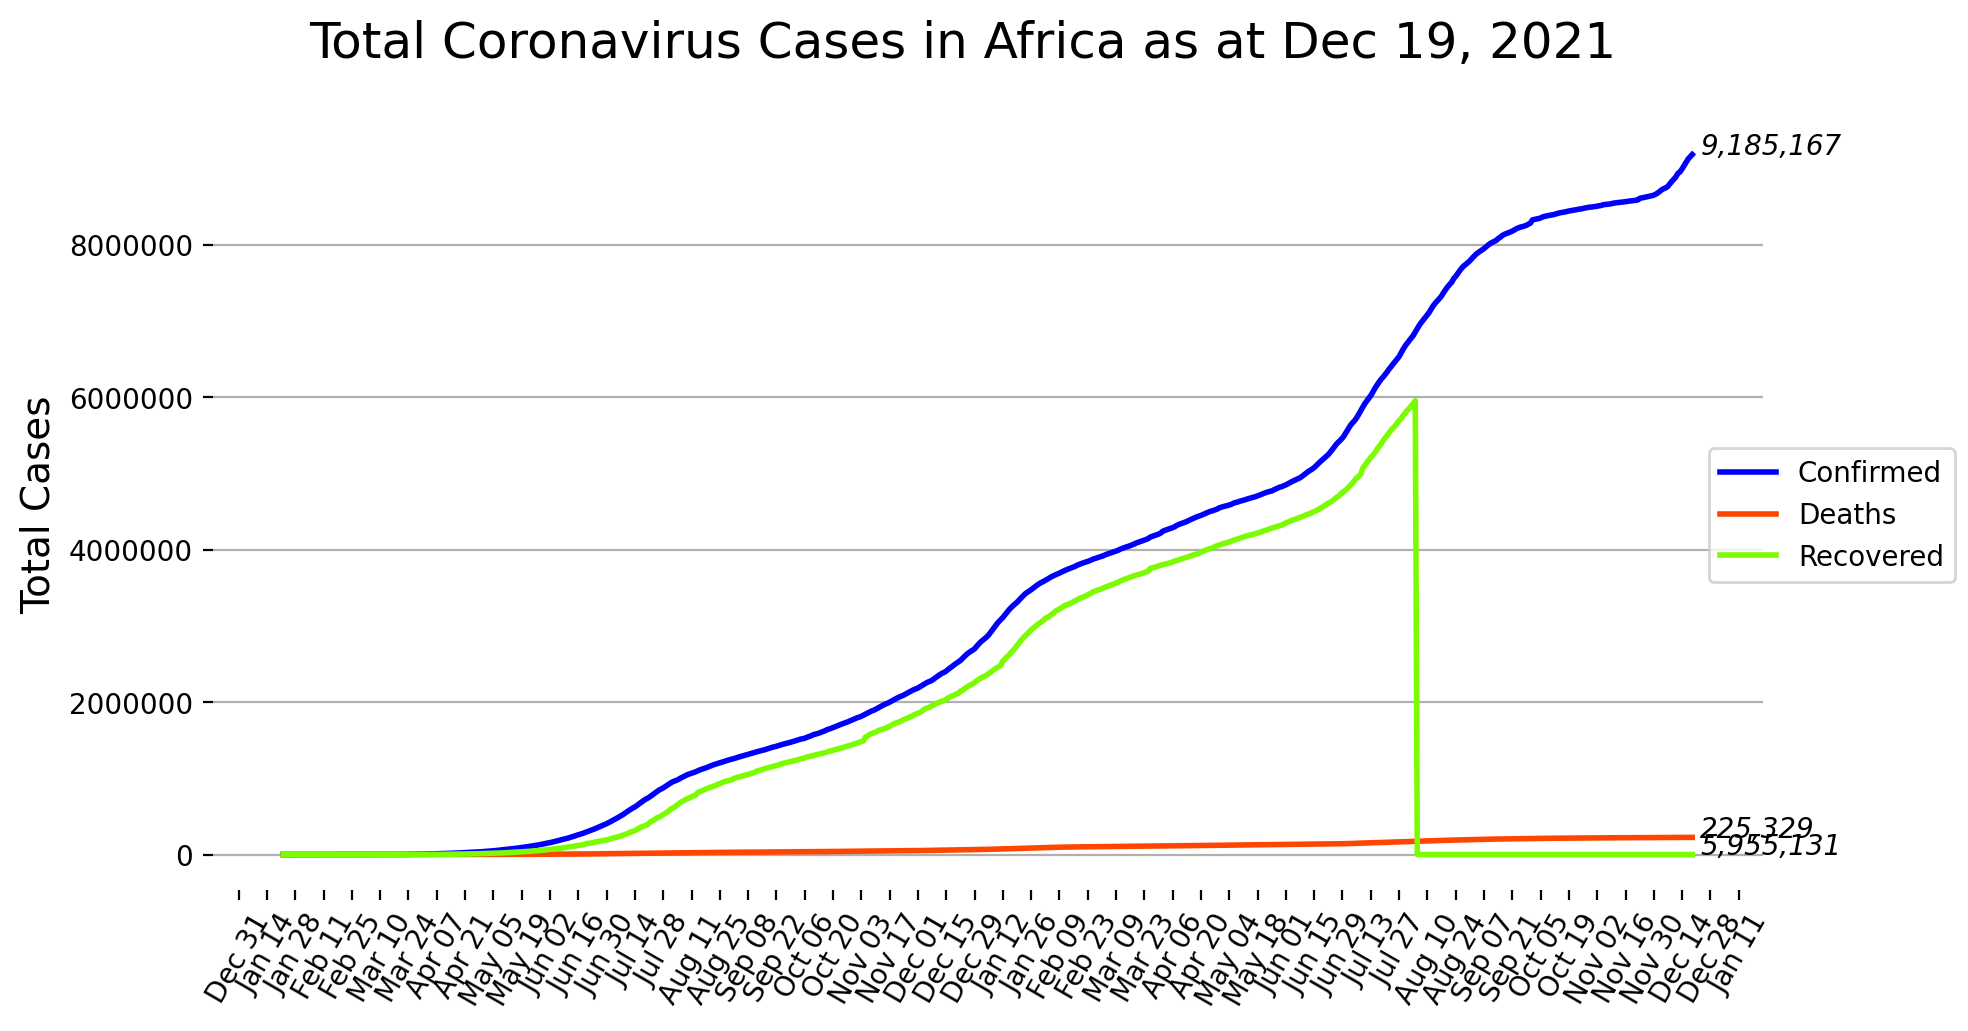 Total Coronavirus Cases in Africa as at Dec 19, 2021
9,185,167
8000000
6000000
4000000
2000000
0
Total Cases
Confirmed
Deaths
Recovered
225,329
5,955,131
Dec 31
Jan 14
Jan 28
Feb 11
Feb 25
Mar 10
Mar 24
Apr 07
Apr 21
May 05
May 19
Jun 02
Jun 16
Jun 30
Jul 14
Jul 28
Aug 11
Aug 25
Sep 08
Sep 22
Oct 06
Oct 20
Nov 03
Nov 17
Dec 01
Dec 15
Dec 29
Jan 12
Jan 26
Feb 09
Feb 23
Mar 09
Mar 23
Apr 06
Apr 20
May 04
May 18
Jun 01
Jun 15
Jun 29
Jul 13
Jul 27
Aug 10
Aug 24
Sep 07
Sep 21
Oct 05
Oct 19
Nov 02
Nov 16
Nov 30
Dec 14
Dec 28
Jan 11